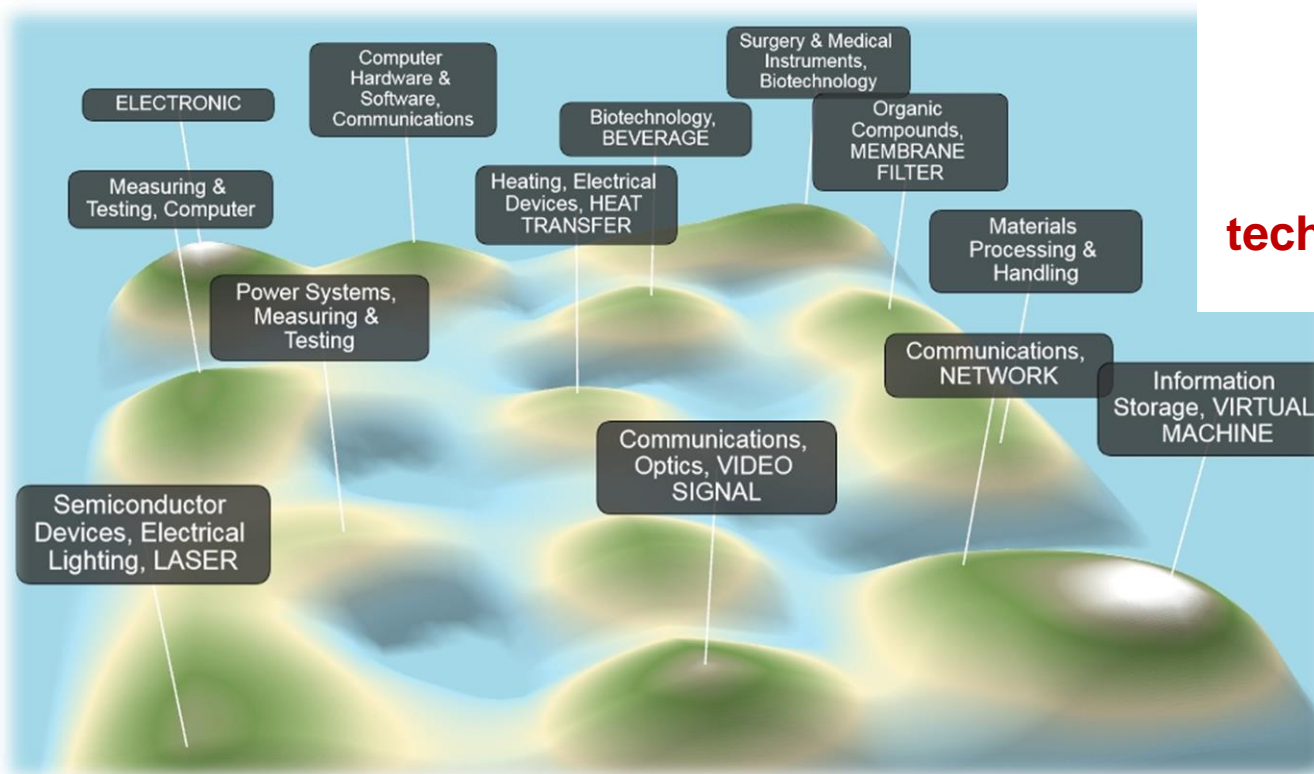 Surgery & Medical
Instruments,
Biotechnology
Computer
Hardware &
Software,
Communications
ELECTRONIC
Biotechnology,
BEVERAGE
Organic
Compounds,
MEMBRANE
FILTER
Measuring &
Testing, Computer
Heating, Electrical
Devices, HEAT
TRANSFER
Materials
Processing &
Handling
tech
Power Systems,
Measuring &
Testing
Communications,
NETWORK
Information
Storage, VIRTUAL
MACHINE
Communications,
Optics, VIDEO
SIGNAL
Semiconductor
Devices, Electrical
Lighting, LASER